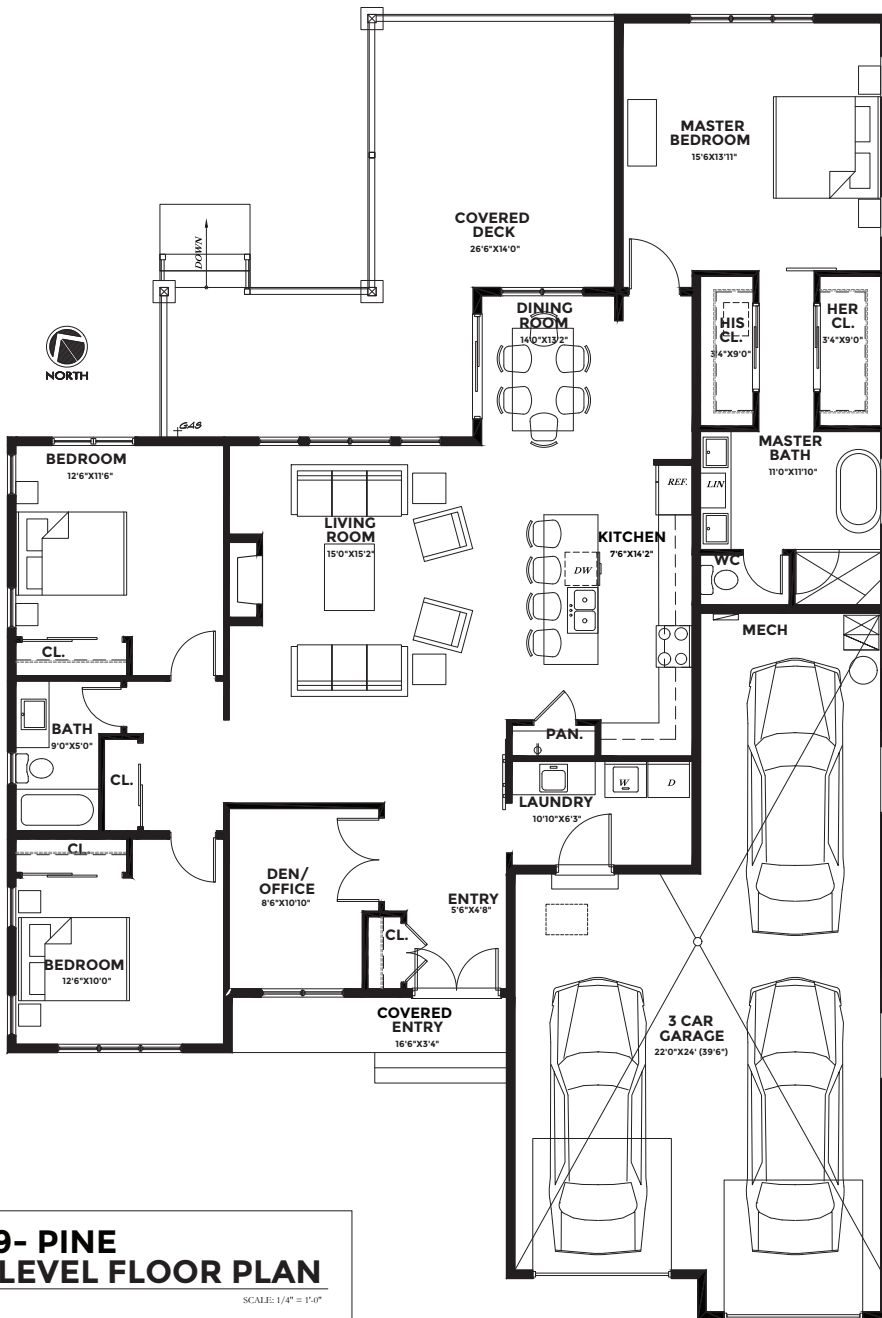 MASTER
BEDROOM
15'6"X13'11"
COVERED
DECK
26'6"X14'0"
DOWN
DINING
ROOM
14'0"X13'2"
HIS
CL.
3'4"X9'0"
HER
CL.
3'4"X9'0"
NORTH
GAS
BEDROOM
12'6"X11'6"
MASTER
BATH
11'0"X11'10"
LIN
REF.
LIVING
ROOM
15'0"X15'2"
KITCHEN
7'6"X14'2"
DW
WC
MECH
CL.
BATH
9'0"X5'0"
CL.
PAN.
LAUNDRY
10'10"X6'3"
W
D
CL.
DEN/
OFFICE
8'6"X10'10"
ENTRY
5'6"X4'8"
CL.
BEDROOM
12'6"X10'0"
COVERED
ENTRY
16'6"X3'4"
3 CAR
GARAGE
22'0"X24' (39'6")
9- PINE
LEVEL FLOOR PLAN
SCALE: 1/4" = 1'-0"